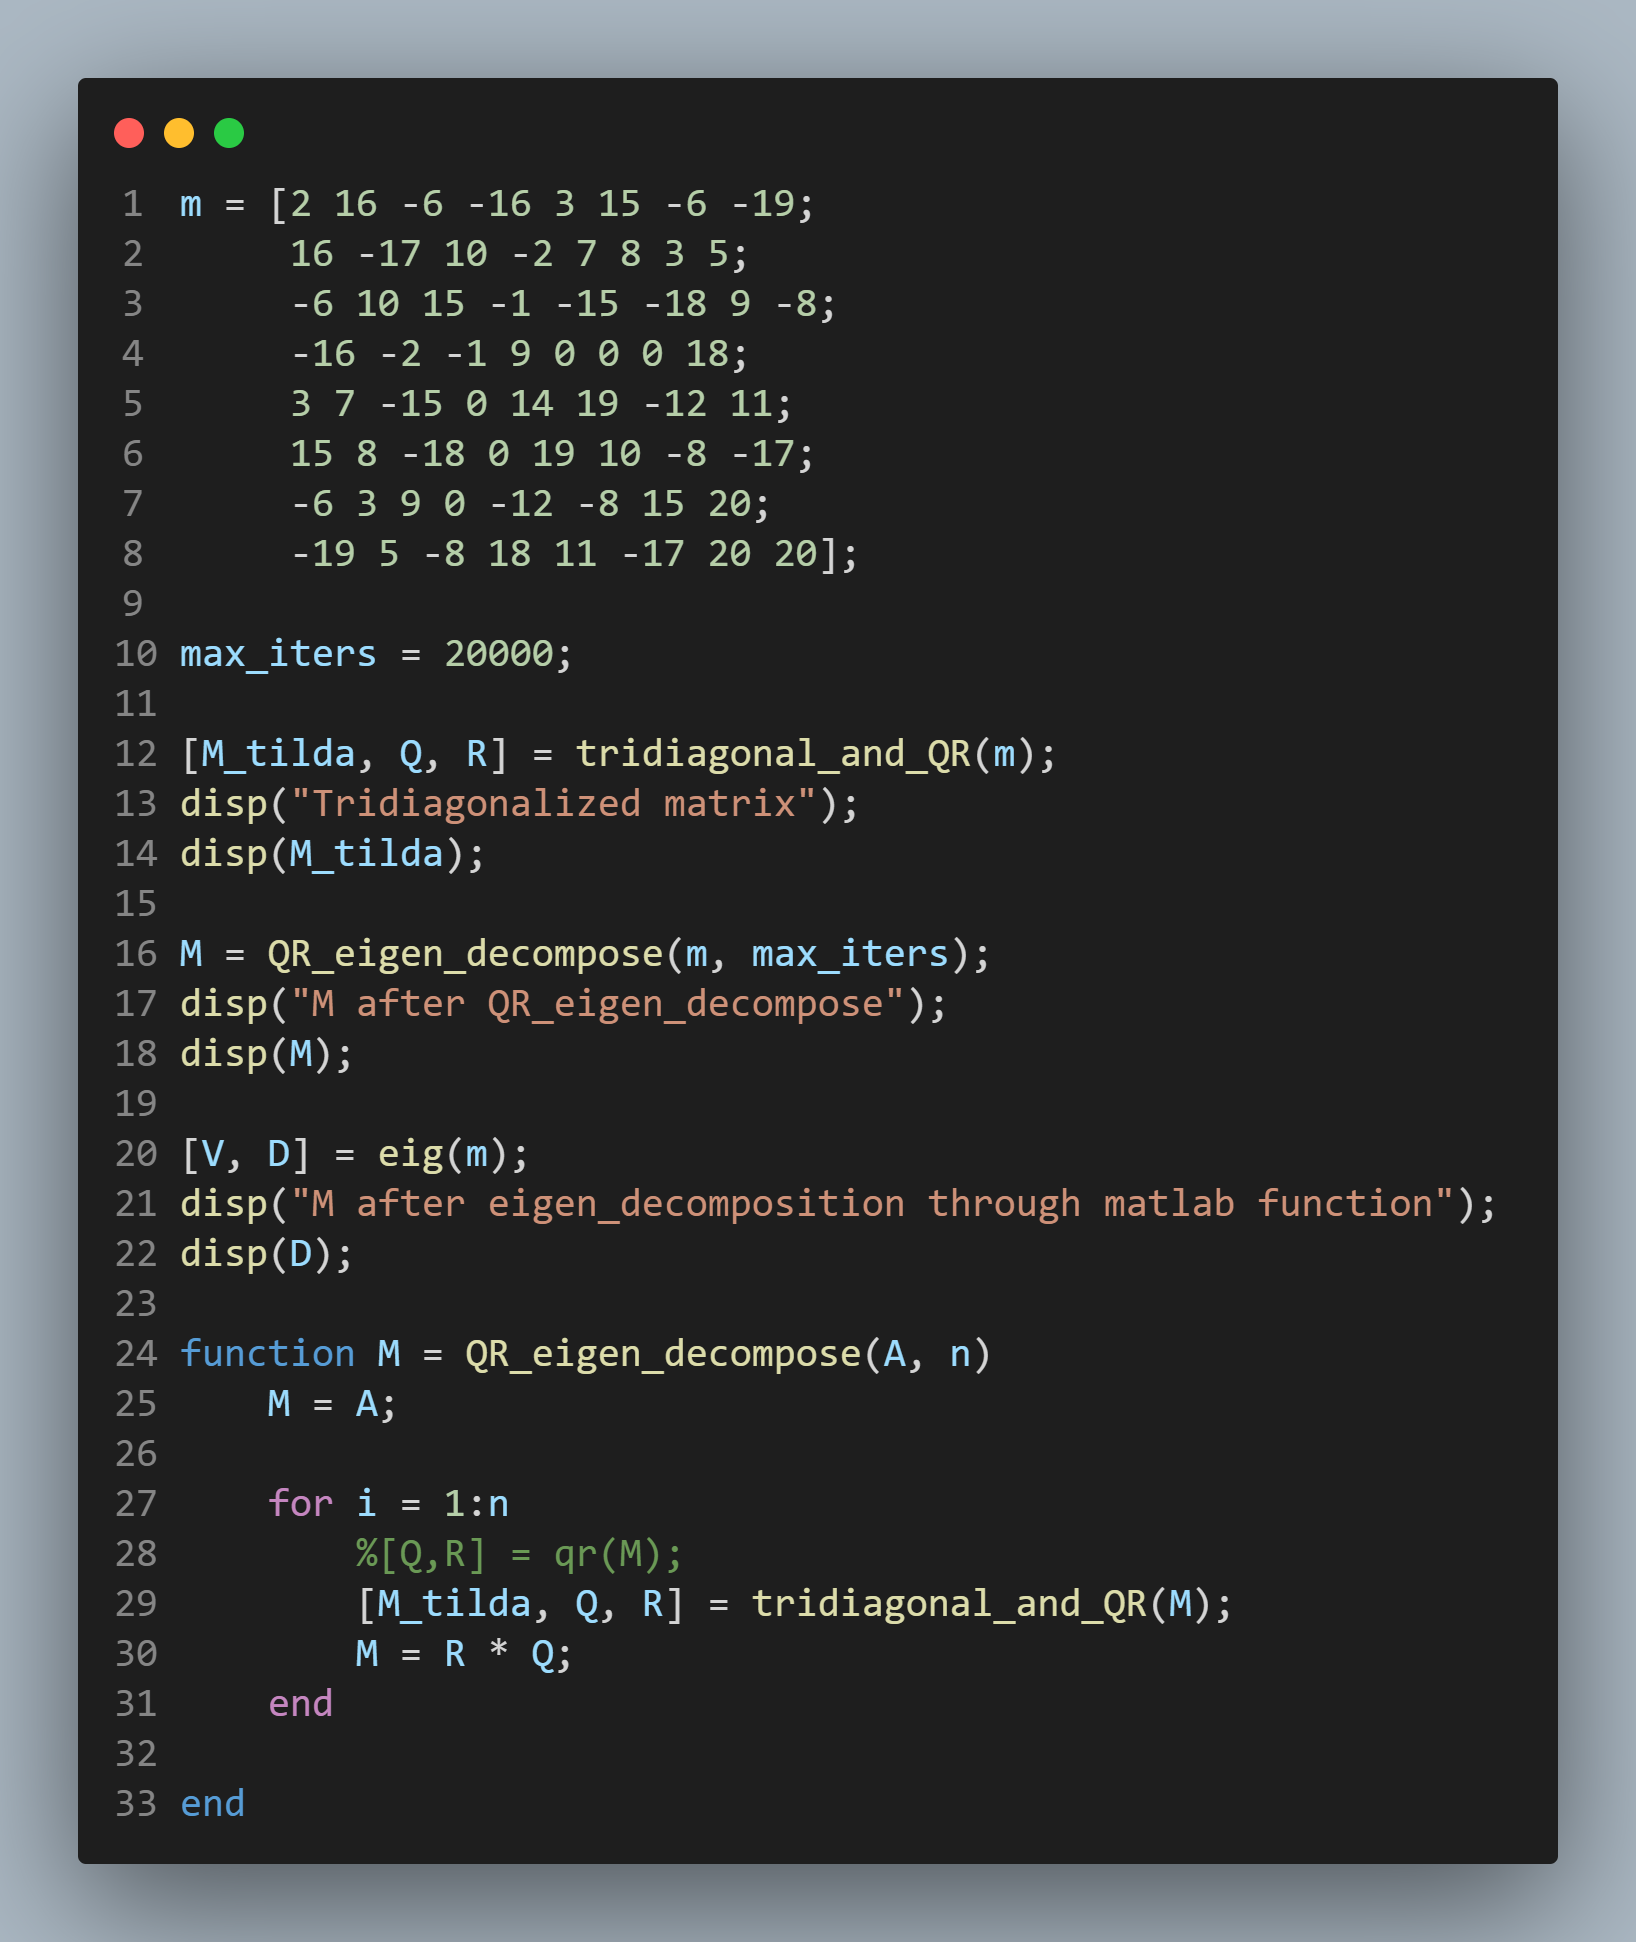 1 m = [2 16 -6 -16 3 15 -6 -19;
2      16 -17 10 -2 7 8 3 5;
3      -6 10 15 -1 -15 -18 9 -8;
4      -16 -2 -1 9 0 0 0 18;
5      3 7 -15 0 14 19 -12 11;
6      15 8 -18 0 19 10 -8 -17;
7      -6 3 9 0 -12 -8 15 20;
8      -19 5 -8 18 11 -17 20 20];
9
10 max_iters = 20000;
11
12 [M_tilda, Q, R] = tridiagonal_and_QR(m);
13 disp("Tridiagonalized matrix");
14 disp(M_tilda);
15
16 M = QR_eigen_decompose(m, max_iters);
17 disp("M after QR_eigen_decompose");
18 disp(M);
19
20 [V, D] = eig(m);
21 disp("M after eigen_decomposition through matlab function");
22 disp(D);
23
24 function M = QR_eigen_decompose(A, n)
25     M = A;
26
27     for i = 1:n
28         %[Q,R] = qr(M);
29         [M_tilda, Q, R] = tridiagonal_and_QR(M);
30         M = R * Q;
31     end
32
33 end